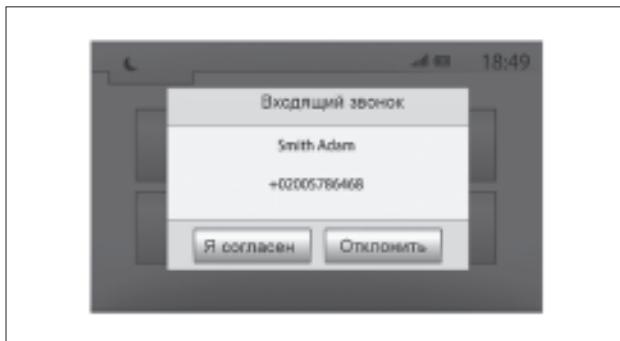 18:49
Входящий звонок
Smith Adam
+02005786468
Я согласен Отклонить